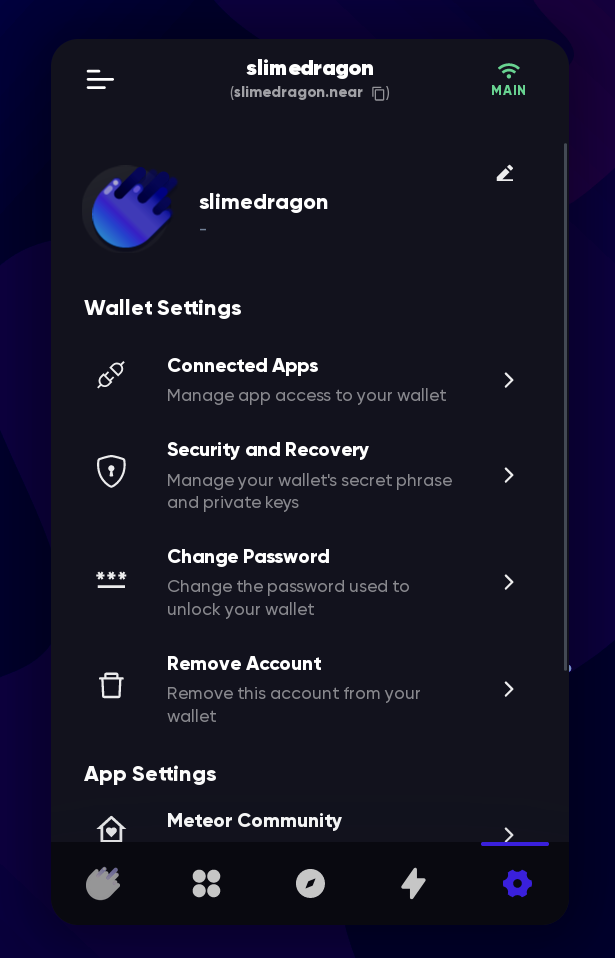 slimedragon
(slimedragon.near )
MAIN
slimedragon
-
Wallet Settings
Connected Apps
Manage app access to your wallet
Security and Recovery
Manage your wallet's secret phrase
and private keys
***
Change Password
Change the password used to
unlock your wallet
Remove Account
Remove this account from your
wallet
App Settings
Meteor Community